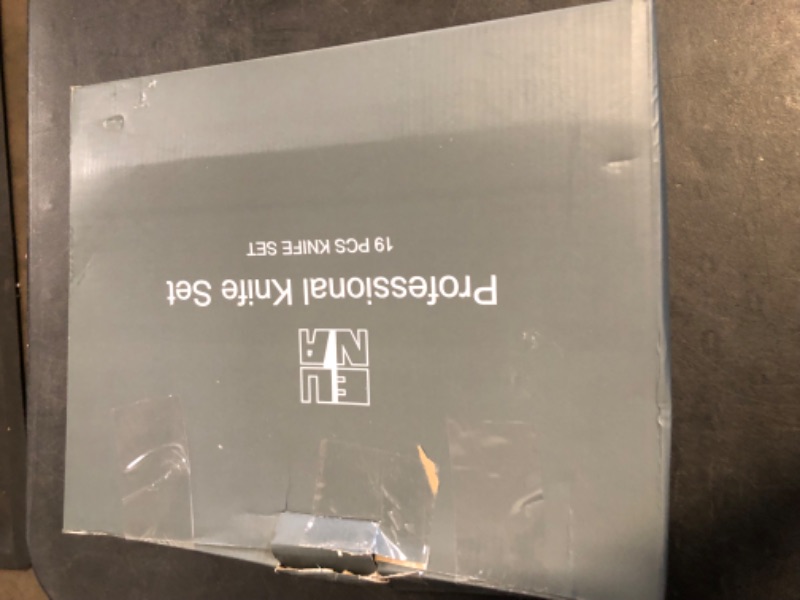 EU
NA
Professional Knife Set
19 PCS KNIFE SET